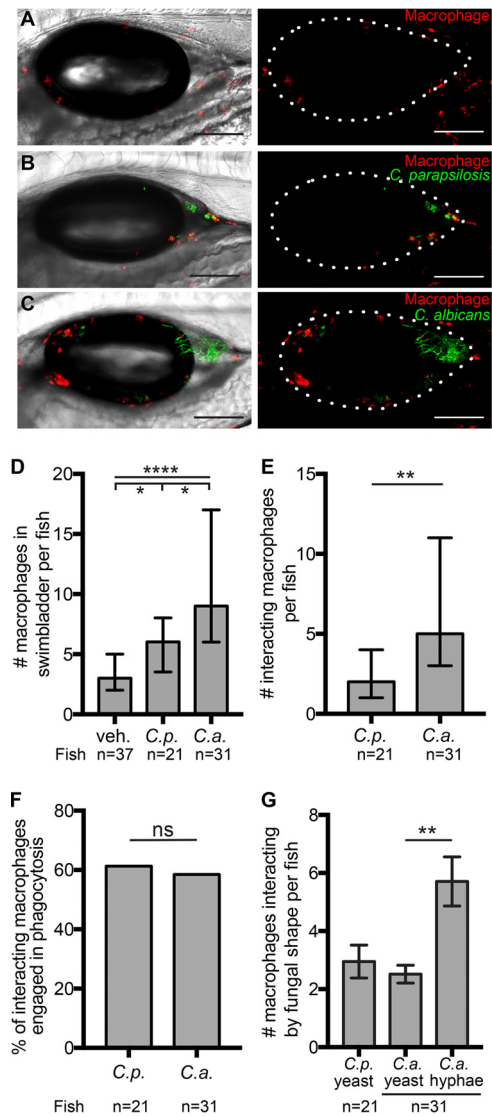 A
Macrophage
B
Macrophage
C. parapsilosis
C
Macrophage
C. albicans
D
# macrophages in
swimbladder per fish
20
15
10
5
0
****
* *
veh. C.p. C.a.
Fish n=37 n=21 n=31
E
# interacting macrophages
per fish
15
10
5
0
**
C.p. C.a.
n=21 n=31
F
% of interacting macrophages
engaged in phagocytosis
80
60
40
20
0
ns
C.p. C.a.
Fish n=21 n=31
G
# macrophages interacting
by fungal shape per fish
8
6
4
2
0
**
C.p. C.a. C.a.
yeast yeast hyphae
n=21 n=31